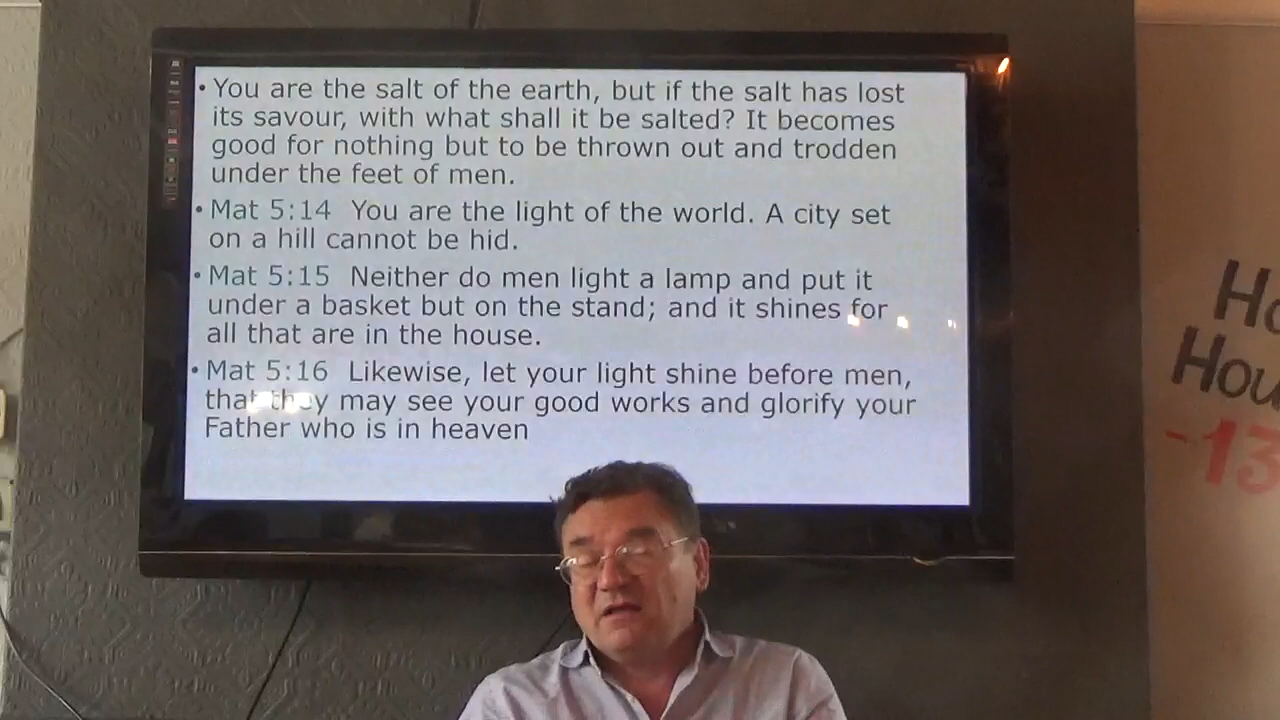 • You are the salt of the earth, but if the salt has lost
its savour, with what shall it be salted? It becomes
good for nothing but to be thrown out and trodden
under the feet of men.
• Mat 5:14 You are the light of the world. A city set
on a hill cannot be hid.
• Mat 5:15 Neither do men light a lamp and put it
under a basket but on the stand; and it shines for
all that are in the house.
• Mat 5:16 Likewise, let your light shine before men,
that they may see your good works and glorify your
Father who is in heaven
-13